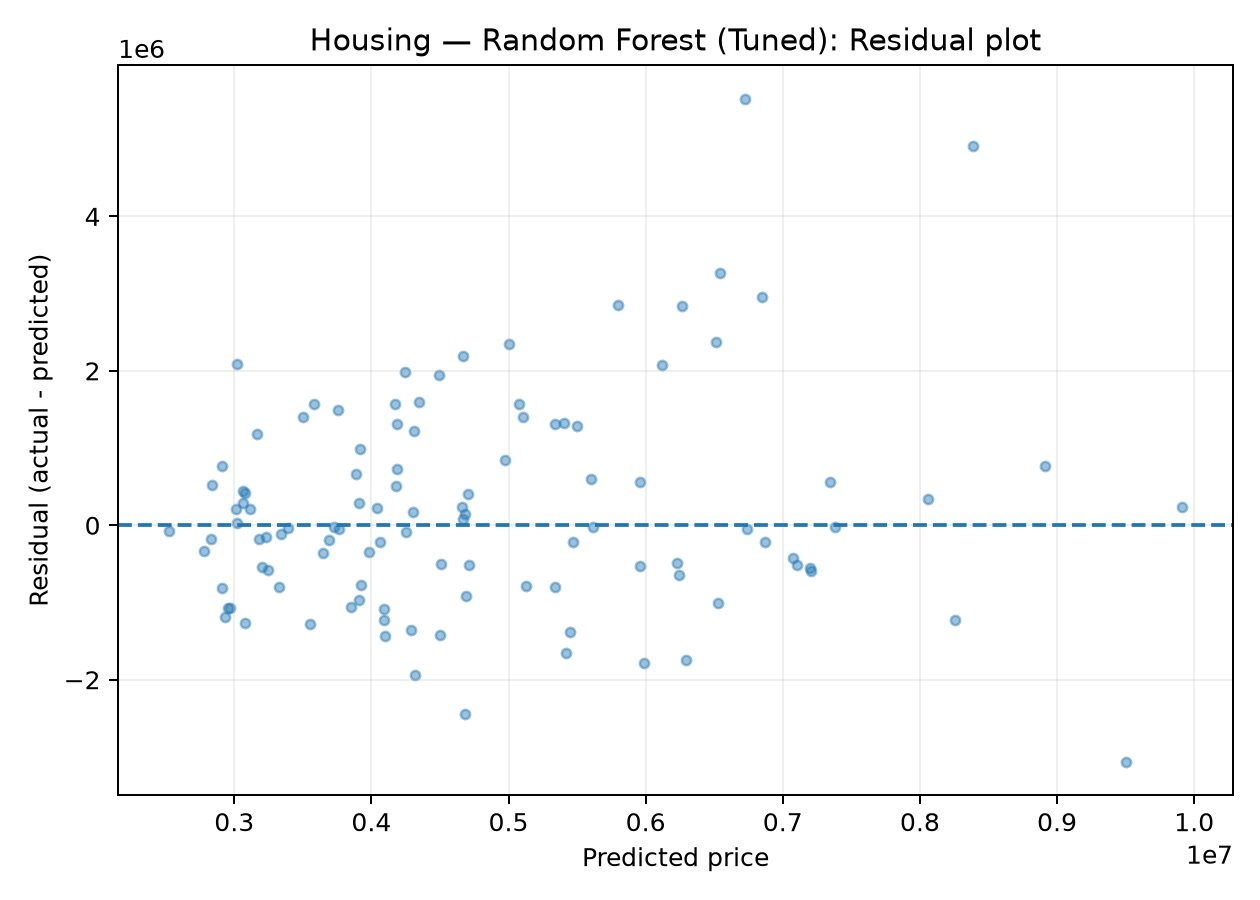 Housing — Random Forest (Tuned): Residual plot
1e6
Residual (actual - predicted)
4
2
0
−2
0.3 0.4 0.5 0.6 0.7 0.8 0.9 1.0
1e7
Predicted price